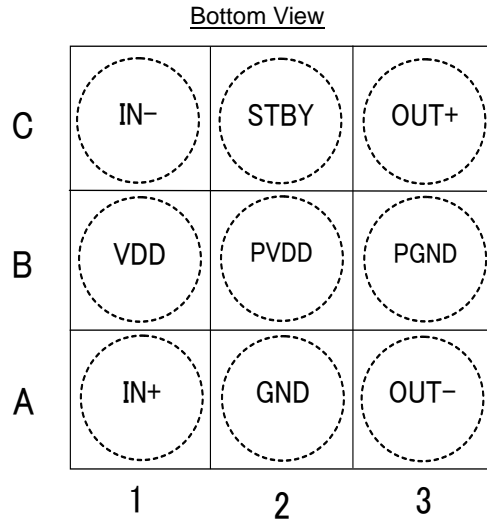 Bottom View
C IN− STBY OUT+
B VDD PVDD PGND
A IN+ GND OUT−
1 2 3